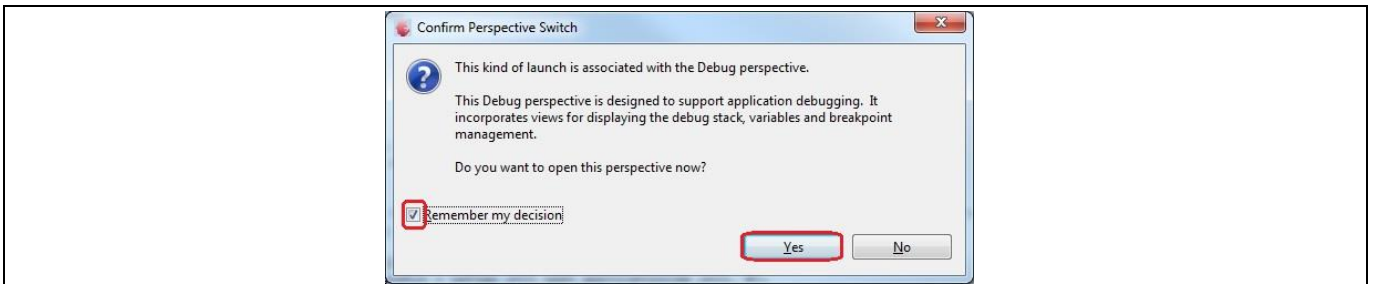 Confirm Perspective Switch
This kind of launch is associated with the Debug perspective.
This Debug perspective is designed to support application debugging. It
incorporates views for displaying the debug stack, variables and breakpoint
management.
Do you want to open this perspective now?
Remember my decision
Yes No